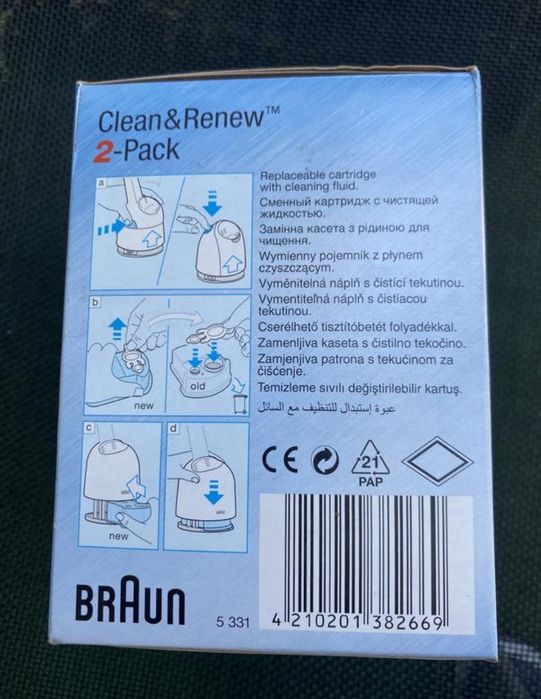 Clean&Renew™
2-Pack
a
Replaceable cartridge
with cleaning fluid.
Сменный картридж с чистящей
жидкостью.
Замінна касета з рідиною для
чищення.
Wymienny pojemnik z płynem
czyszczącym.
Vyměnitelná náplň s čistící tekutinou.
Vymeniteľná náplň s čistiacou
tekutinou.
Cserélhető tisztítóbetét folyadékkal.
Zamenljiva kaseta s čistilno tekočino.
Zamjenjiva patrona s tekućinom za
čišćenje.
Temizleme sıvılı değiştirilebilir kartuş.
عبوة إستبدال للتنظيف مع السائل
b
new
old
c
new
d
CE
21
PAP
BRAUN
5 331
4 210201 382669